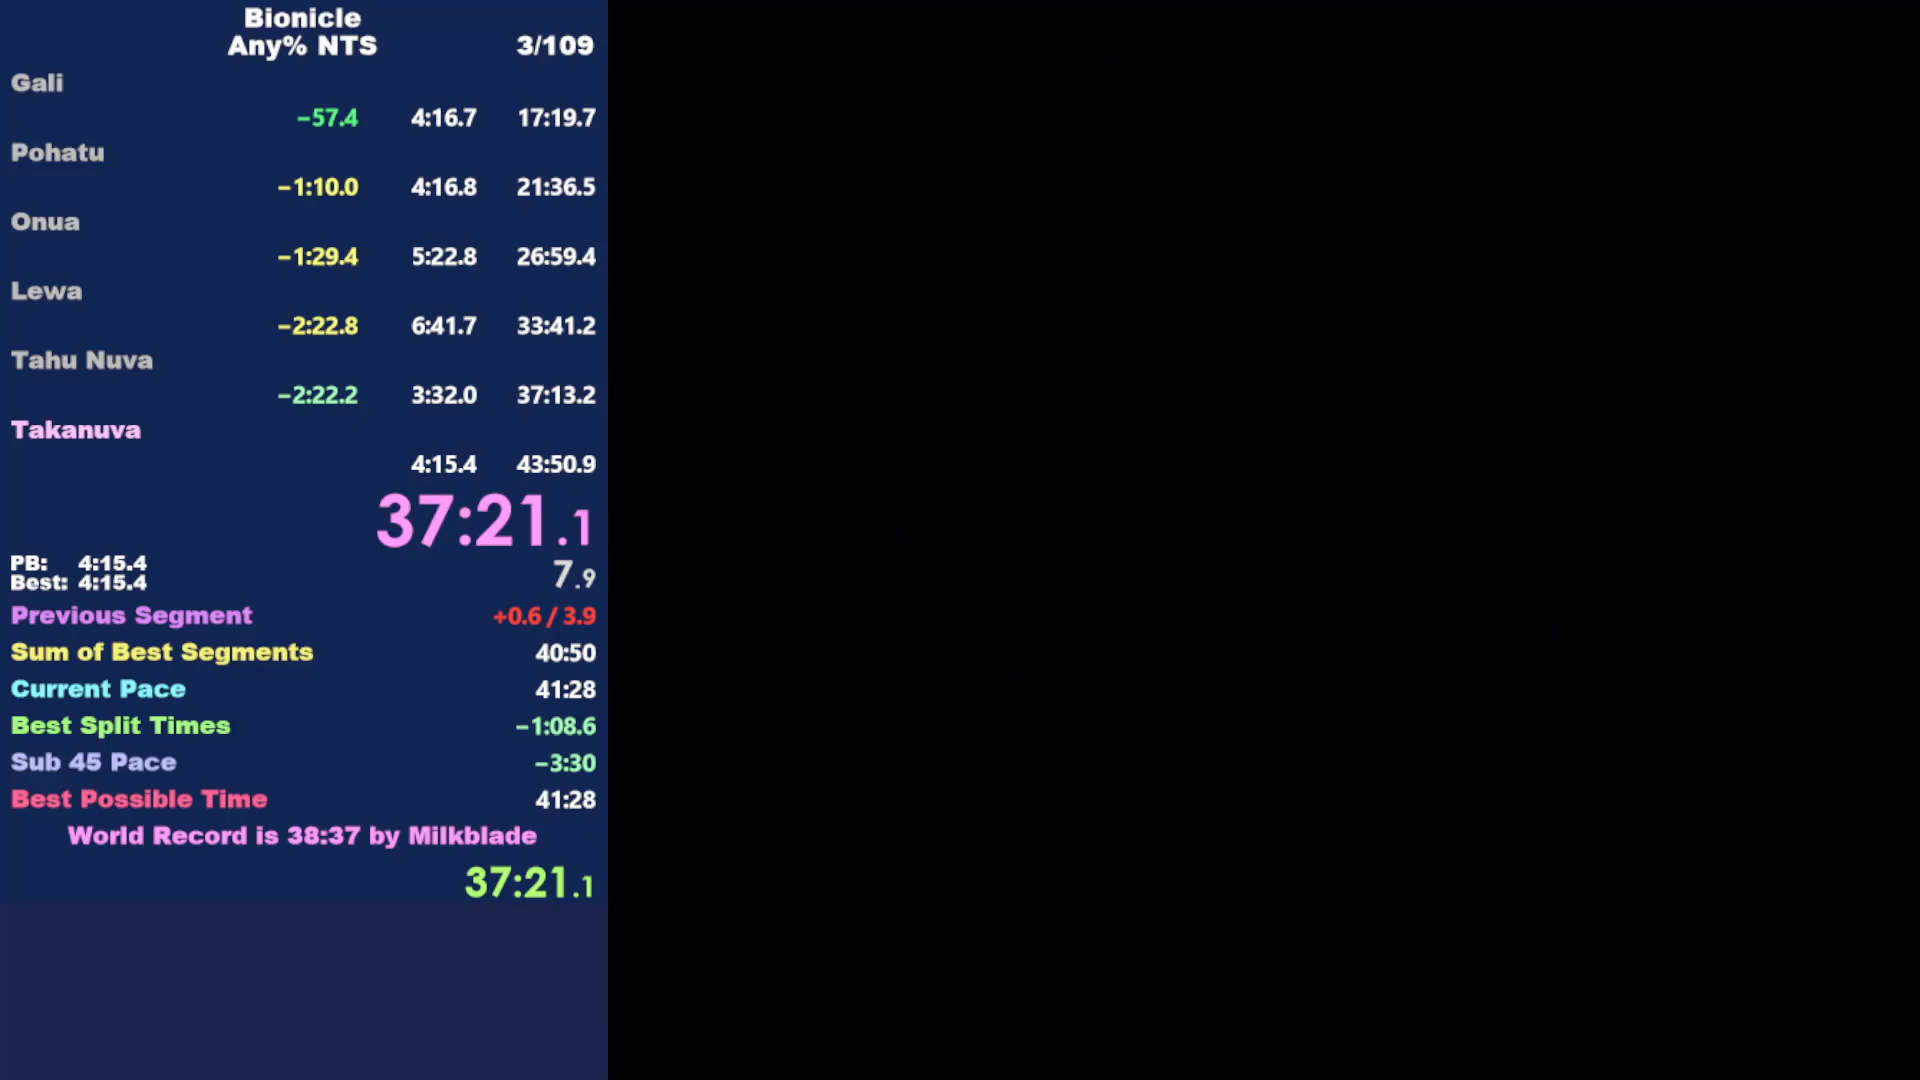 Bionicle
Any% NTS 3/109
Gali
−57.4 4:16.7 17:19.7
Pohatu
−1:10.0 4:16.8 21:36.5
Onua
−1:29.4 5:22.8 26:59.4
Lewa
−2:22.8 6:41.7 33:41.2
Tahu Nuva
−2:22.2 3:32.0 37:13.2
Takanuva
4:15.4 43:50.9
37:21.1
PB: 4:15.4
Best: 4:15.4
7.9
Previous Segment +0.6 / 3.9
Sum of Best Segments 40:50
Current Pace 41:28
Best Split Times −1:08.6
Sub 45 Pace −3:30
Best Possible Time 41:28
World Record is 38:37 by Milkblade
37:21.1